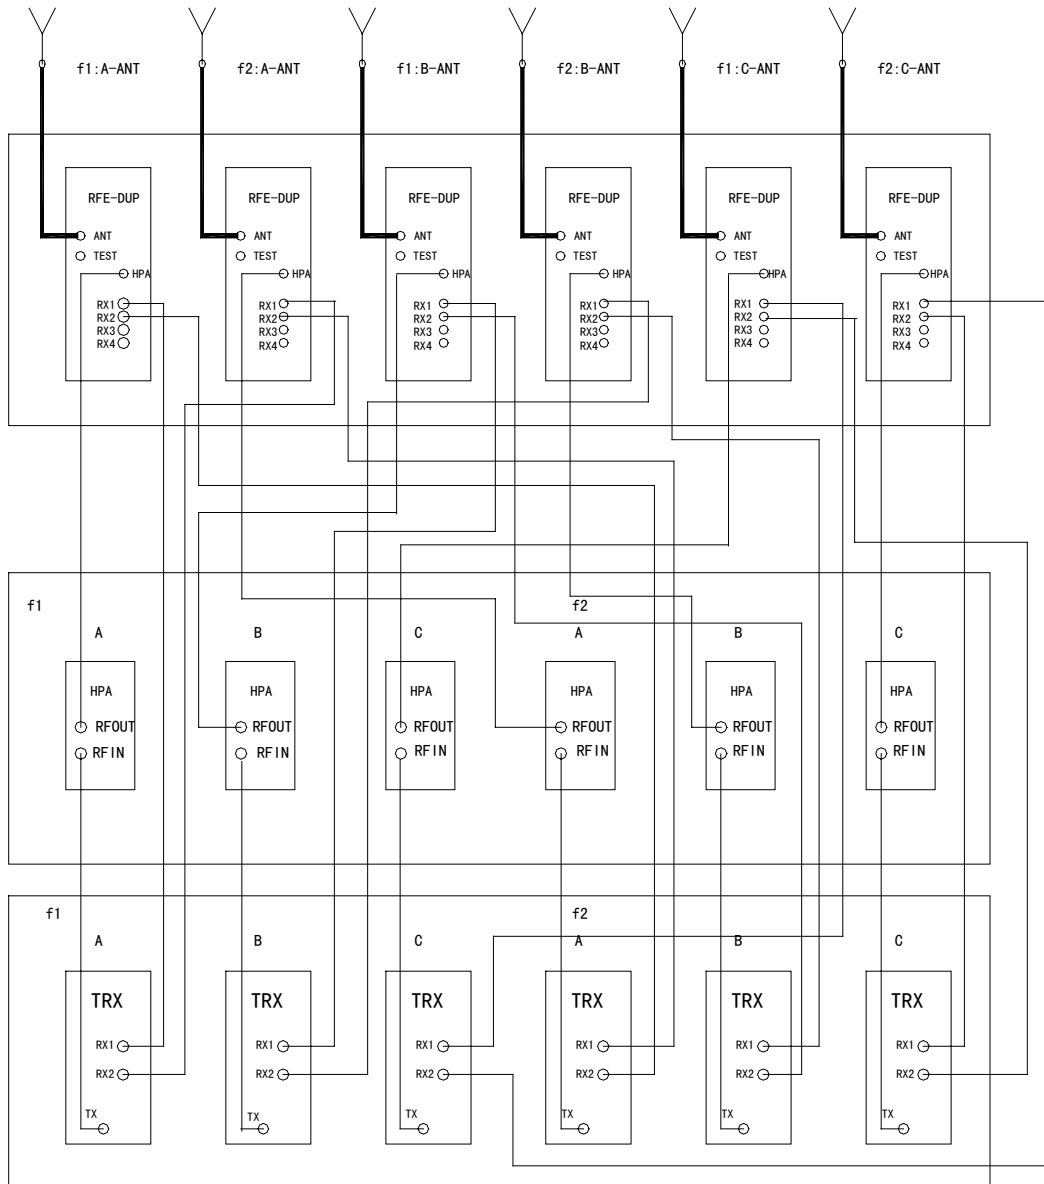 f1:A-ANT f2:A-ANT f1:B-ANT f2:B-ANT f1:C-ANT f2:C-ANT
RFE-DUP RFE-DUP RFE-DUP RFE-DUP RFE-DUP RFE-DUP
ANT ANT ANT ANT ANT ANT
TEST TEST TEST TEST TEST TEST
HPA HPA HPA HPA HPA HPA
RX1 RX1 RX1 RX1 RX1 RX1
RX2 RX2 RX2 RX2 RX2 RX2
RX3 RX3 RX3 RX3 RX3 RX3
RX4 RX4 RX4 RX4 RX4 RX4
f1 f2
A B C A B C
HPA HPA HPA HPA HPA HPA
RFOUT RFOUT RFOUT RFOUT RFOUT RFOUT
RFIN RFIN RFIN RFIN RFIN RFIN
f1 f2
A B C A B C
TRX TRX TRX TRX TRX TRX
RX1 RX1 RX1 RX1 RX1 RX1
RX2 RX2 RX2 RX2 RX2 RX2
TX TX TX TX TX TX